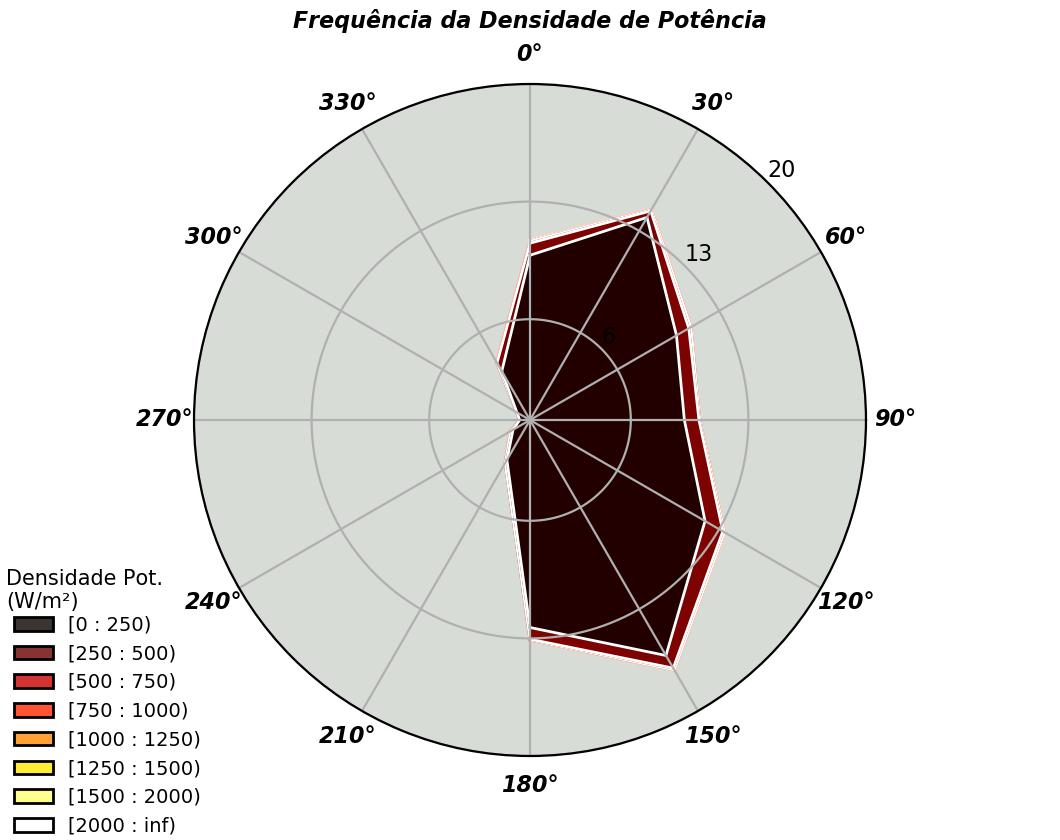 Frequência da Densidade de Potência
0°
330°
30°
20
300°
60°
13
6
270°
90°
240°
120°
210°
150°
180°
Densidade Pot.
(W/m²)
[0 : 250)
[250 : 500)
[500 : 750)
[750 : 1000)
[1000 : 1250)
[1250 : 1500)
[1500 : 2000)
[2000 : inf)